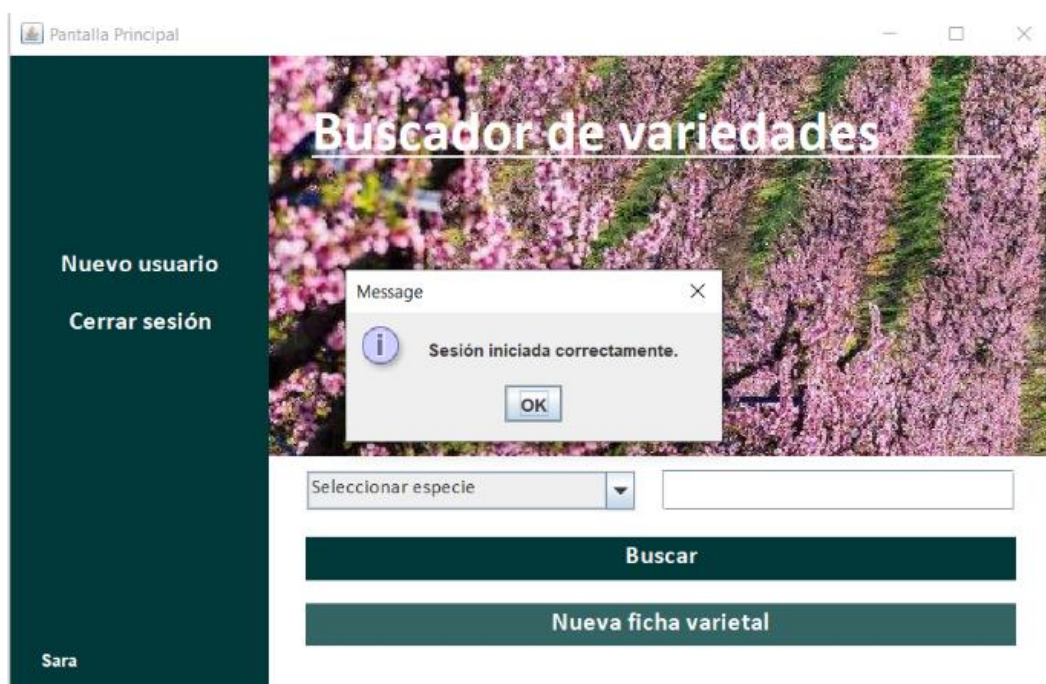 Pantalla Principal
Buscador de variedades
Nuevo usuario
Cerrar sesión
Message
Sesión iniciada correctamente.
OK
Seleccionar especie
Buscar
Nueva ficha varietal
Sara